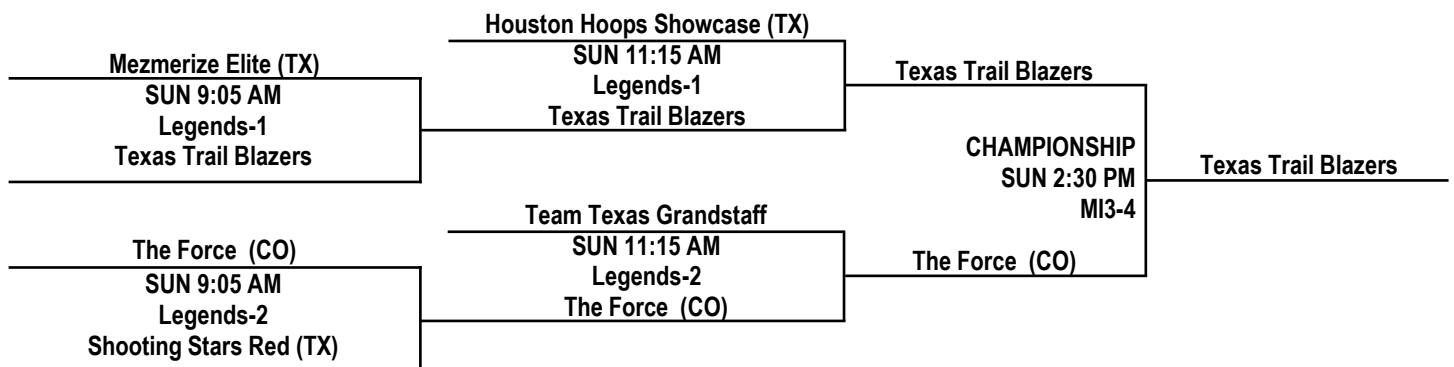 Houston Hoops Showcase (TX)
Mezmerize Elite (TX)
SUN 11:15 AM
Texas Trail Blazers
SUN 9:05 AM
Legends-1
Legends-1
Texas Trail Blazers
Texas Trail Blazers
CHAMPIONSHIP
SUN 2:30 PM
MI3-4
Texas Trail Blazers
Team Texas Grandstaff
The Force (CO)
SUN 11:15 AM
The Force (CO)
SUN 9:05 AM
Legends-2
Legends-2
The Force (CO)
Shooting Stars Red (TX)